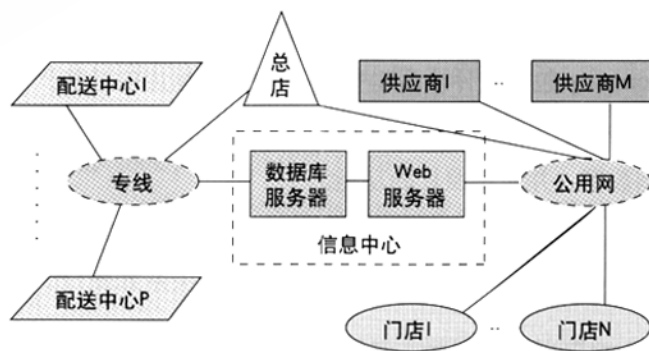 总
店
配送中心I
供应商I
..
供应商M
专线
数据库
服务器
Web
服务器
公用网
信息中心
配送中心P
门店I
..
门店N